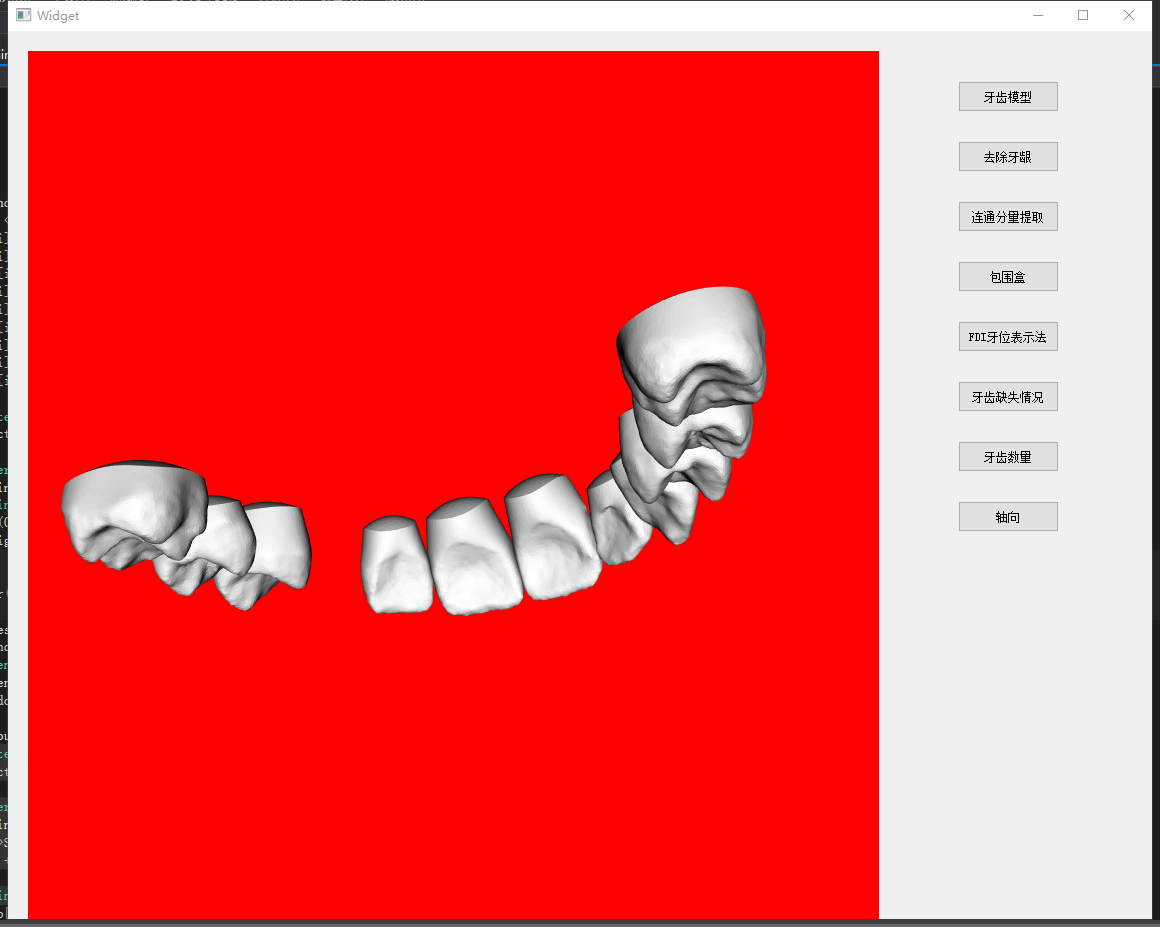 Widget
牙齿模型
去除牙龈
连通分量提取
包围盒
FDI牙位表示法
牙齿缺失情况
牙齿数量
轴向